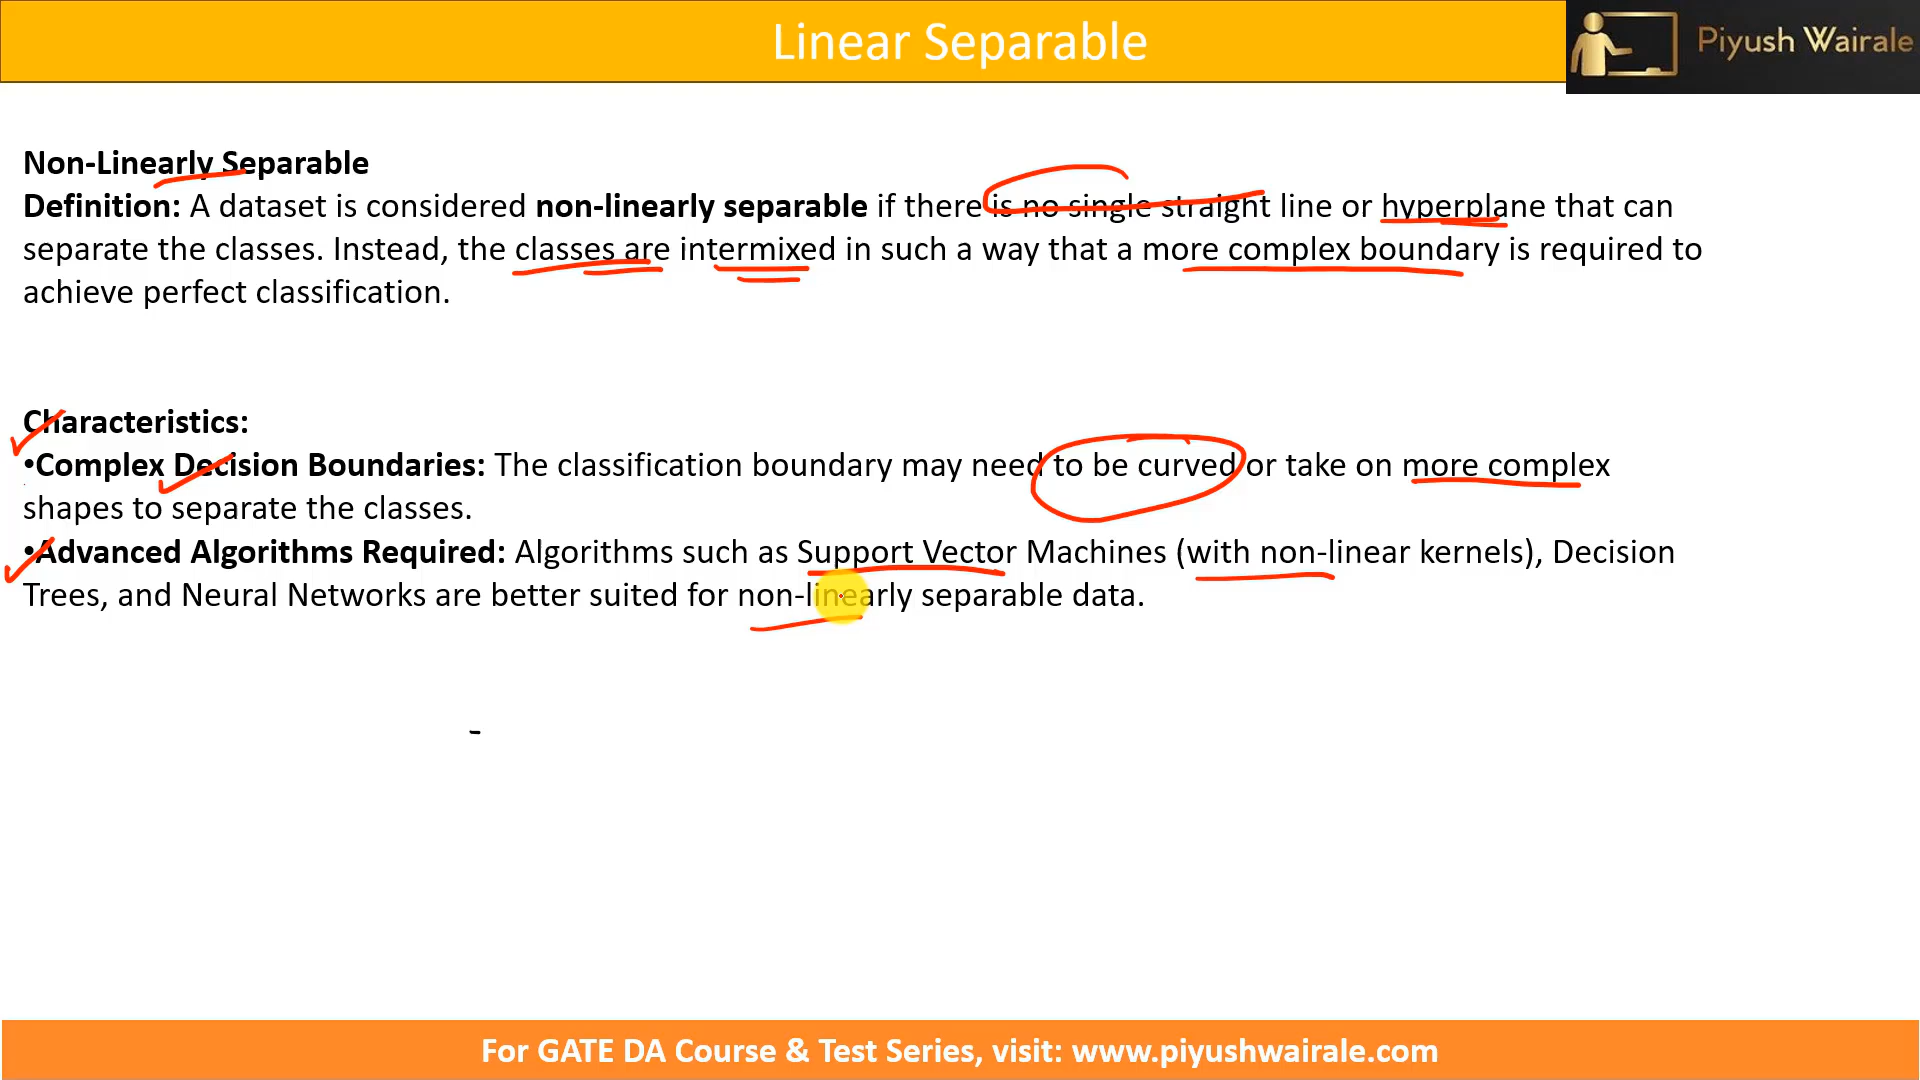 Linear Separable
Piyush Wairale
Non-Linearly Separable
Definition: A dataset is considered non-linearly separable if there is no single straight line or hyperplane that can
separate the classes. Instead, the classes are intermixed in such a way that a more complex boundary is required to
achieve perfect classification.
Characteristics:
•Complex Decision Boundaries: The classification boundary may need to be curved or take on more complex
shapes to separate the classes.
•Advanced Algorithms Required: Algorithms such as Support Vector Machines (with non-linear kernels), Decision
Trees, and Neural Networks are better suited for non-linearly separable data.
-
For GATE DA Course & Test Series, visit: www.piyushwairale.com